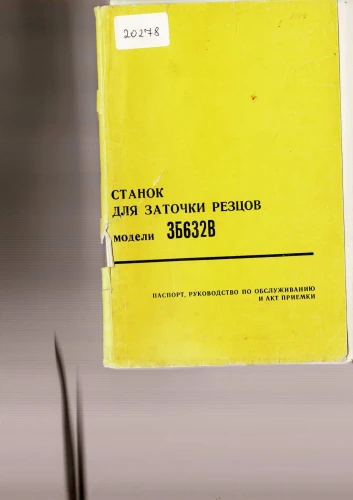 20278
СТАНОК
ДЛЯ ЗАТОЧКИ РЕЗЦОВ
модели 3Б632В
ПАСПОРТ, РУКОВОДСТВО ПО ОБСЛУЖИВАНИЮ
И АКТ ПРИЕМКИ